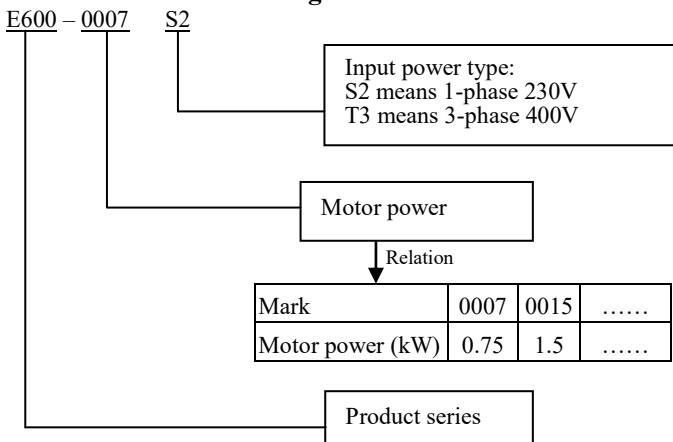 E600 – 0007 S2
Input power type:
S2 means 1-phase 230V
T3 means 3-phase 400V
Motor power
Relation
Mark 0007 0015 ……
Motor power (kW) 0.75 1.5 ……
Product series